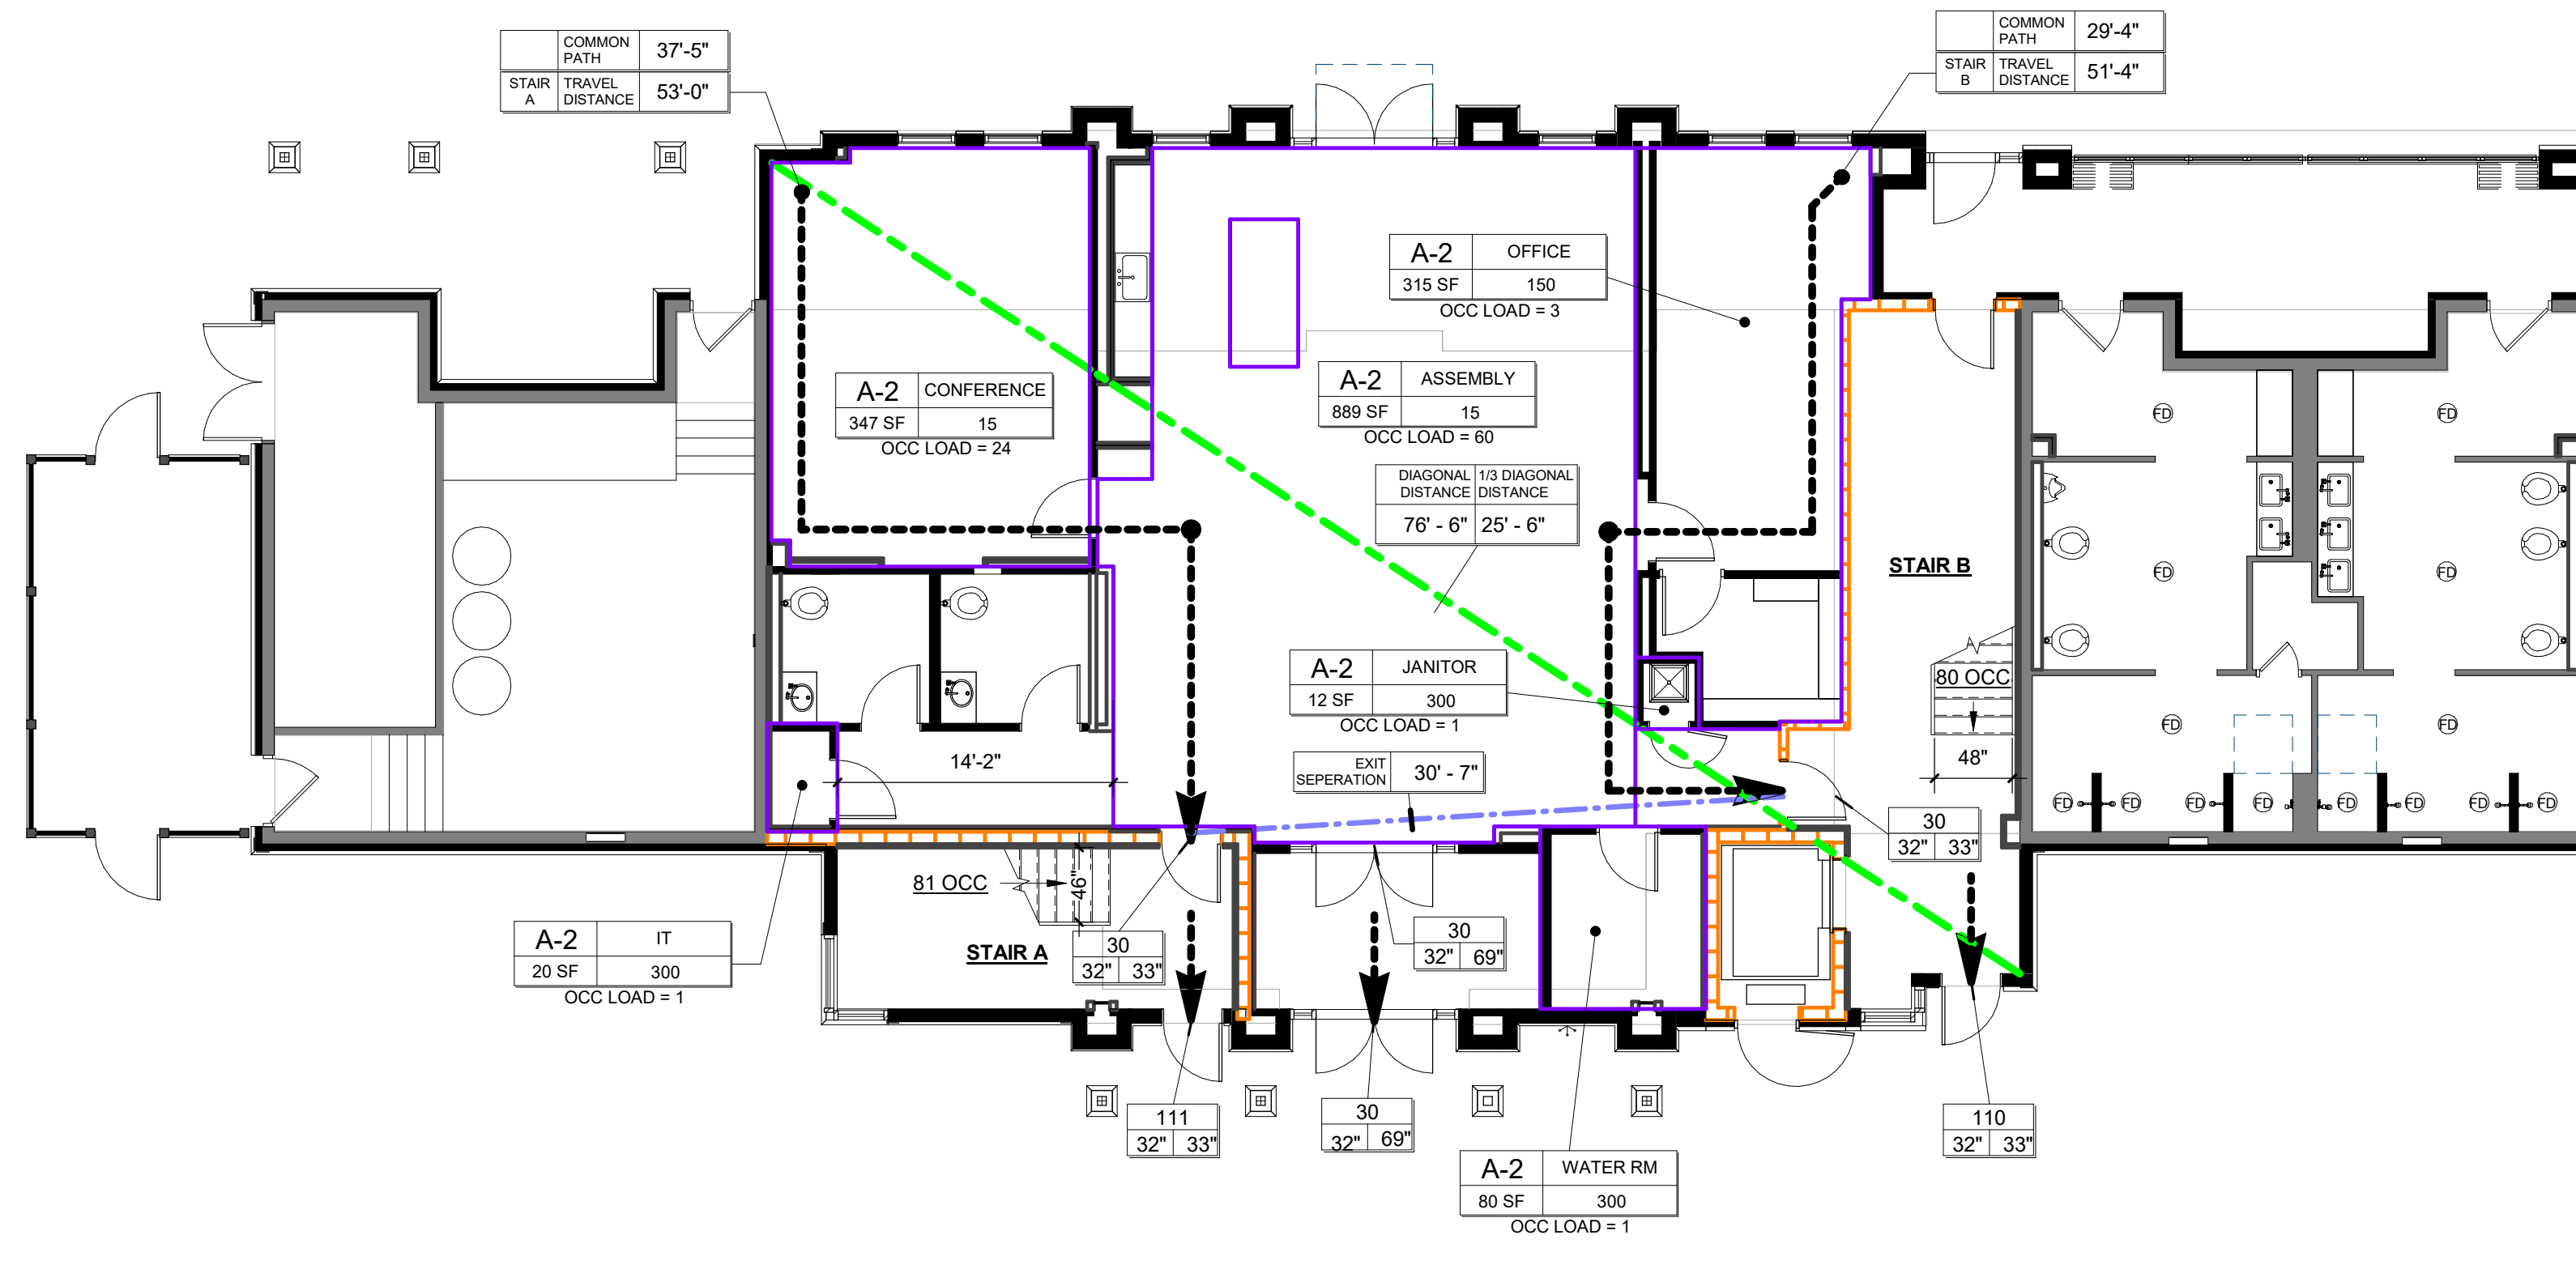 COMMON PATH 37'-5"
STAIR A TRAVEL DISTANCE 53'-0"
COMMON PATH 29'-4"
STAIR B TRAVEL DISTANCE 51'-4"
A-2 OFFICE
315 SF 150
OCC LOAD = 3
A-2 CONFERENCE
347 SF 15
OCC LOAD = 24
A-2 ASSEMBLY
889 SF 15
OCC LOAD = 60
FD
FD
DIAGONAL DISTANCE 1/3 DIAGONAL DISTANCE
76' - 6" 25' - 6"
STAIR B
FD
FD
A-2 JANITOR
12 SF 300
OCC LOAD = 1
80 OCC
FD
FD
14'-2"
EXIT SEPERATION 30' - 7"
48"
FD
FD
FD
FD
FD
FD
FD
FD
30
32" 33"
81 OCC
46"
STAIR A
30
32" 33"
30
32" 69"
A-2 IT
20 SF 300
OCC LOAD = 1
111
32" 33"
30
32" 69"
110
32" 33"
A-2 WATER RM
80 SF 300
OCC LOAD = 1